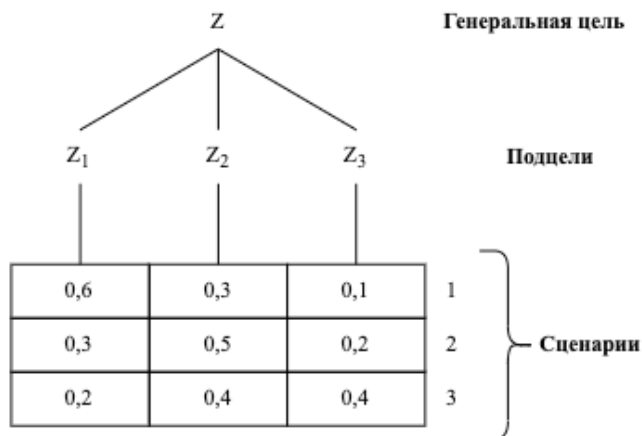 Z Генеральная цель
Z₁ Z₂ Z₃ Подцели
0,6 0,3 0,1 1
0,3 0,5 0,2 2 Сценарии
0,2 0,4 0,4 3